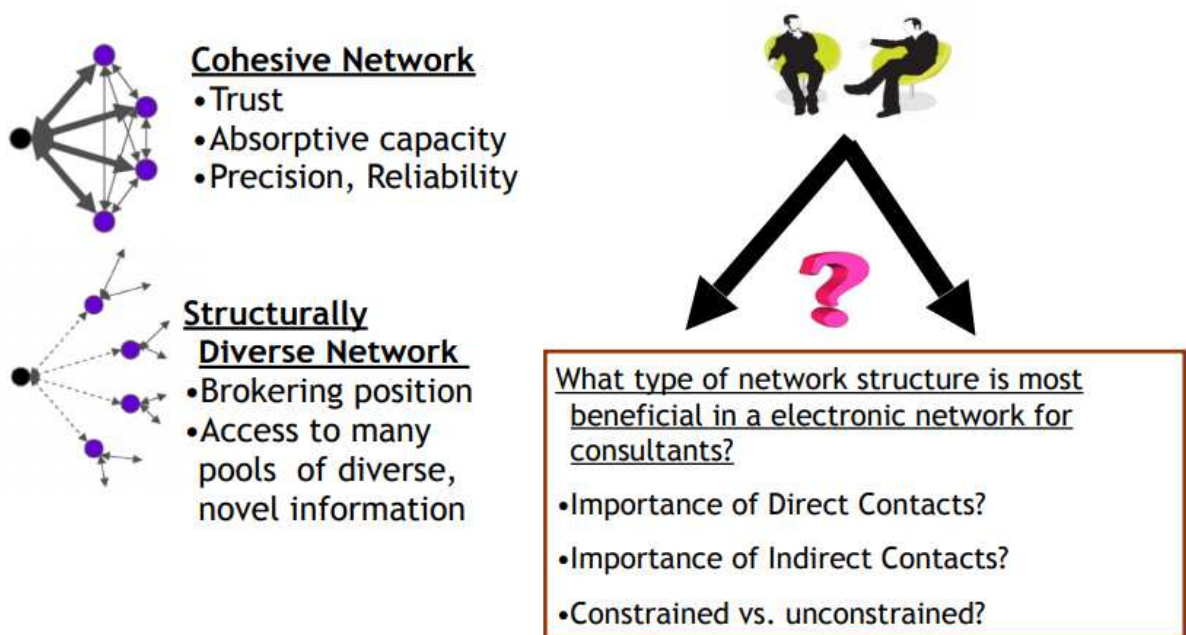 Cohesive Network
•Trust
•Absorptive capacity
•Precision, Reliability
Structurally
Diverse Network
•Brokering position
•Access to many
pools of diverse,
novel information
?
What type of network structure is most
beneficial in a electronic network for
consultants?
•Importance of Direct Contacts?
•Importance of Indirect Contacts?
•Constrained vs. unconstrained?